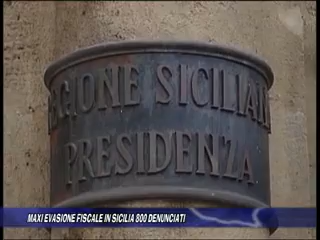 EGIONE SICILIAN
PRESIDENZA
MAXI EVASIONE FISCALE IN SICILIA 800 DENUNCIATI